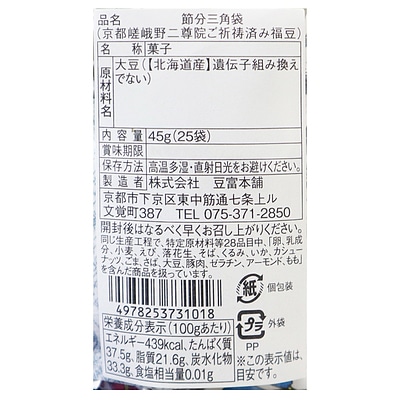 品名 節分三角袋
(京都嵯峨野二尊院ご祈祷済み福豆)
名称 菓子
原材料名 大豆(【北海道産】遺伝子組み換え
でない)
内容量 45g(25袋)
賞味期限
保存方法 高温多湿・直射日光をお避けください。
製造者 株式会社 豆富本舗
京都市下京区東中筋通七条上ル
文覚町387 TEL 075-371-2850
開封後はなるべく早くお召し上がりください。
同じ生産工程で、特定原材料等28品目中、「卵、乳成
分、小麦、えび、落花生、そば、くるみ、いか、カシュー
ナッツ、ごま、さば、大豆、豚肉、ゼラチン、アーモンド、もも」
を含んだ商品を扱っています。
紙 個包装
4978253731018
プラ 外袋
PP
栄養成分表示(100gあたり)
エネルギー439kcal、たんぱく質
37.5g、脂質21.6g、炭水化物
33.3g、食塩相当量0.01g
※この表示値は、
目安です。